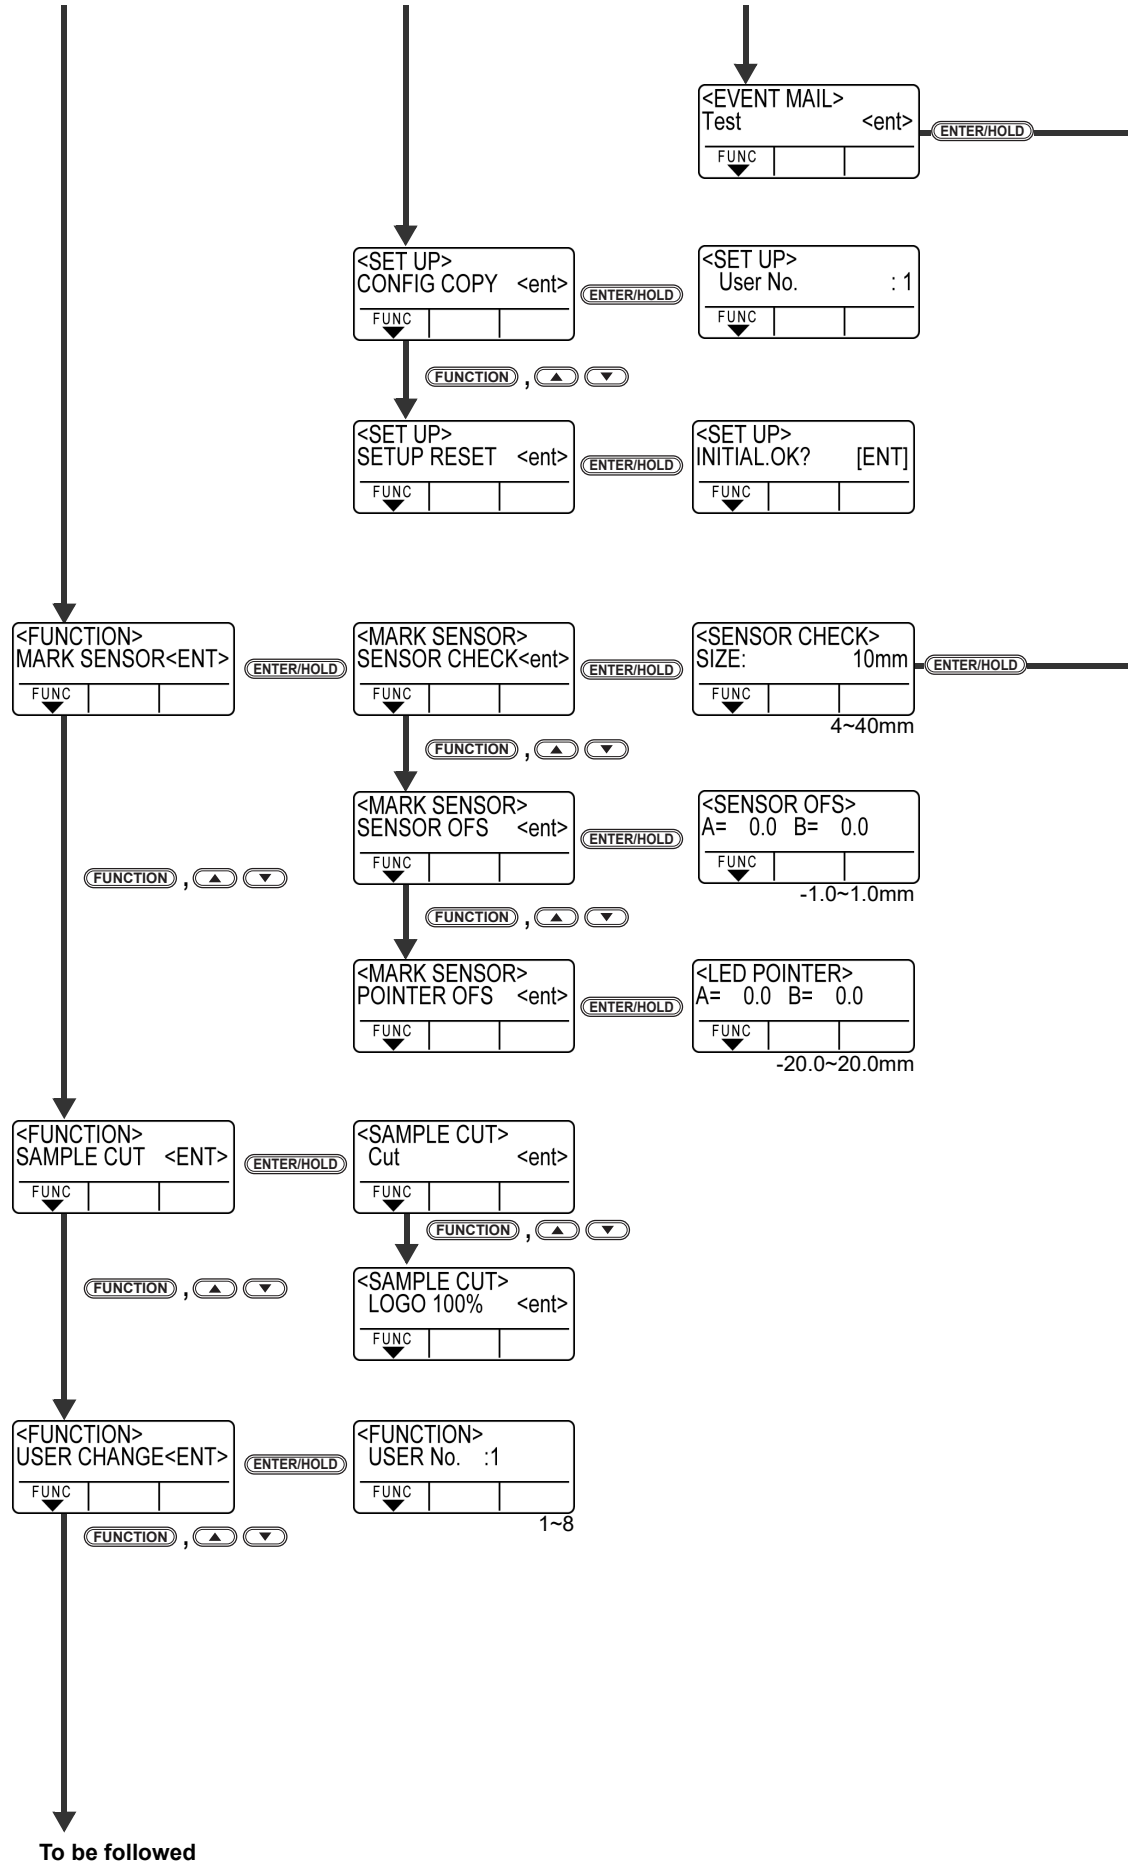 <EVENT MAIL>
Test <ent>
FUNC
ENTER/HOLD
<SET UP>
CONFIG COPY <ent>
FUNC
ENTER/HOLD
<SET UP>
User No. : 1
FUNC
FUNCTION , ▲ ▼
<SET UP>
SETUP RESET <ent>
FUNC
ENTER/HOLD
<SET UP>
INITIAL.OK? [ENT]
FUNC
<FUNCTION>
MARK SENSOR<ENT>
FUNC
ENTER/HOLD
<MARK SENSOR>
SENSOR CHECK<ent>
FUNC
ENTER/HOLD
<SENSOR CHECK>
SIZE: 10mm
FUNC
ENTER/HOLD
4~40mm
FUNCTION , ▲ ▼
<MARK SENSOR>
SENSOR OFS <ent>
FUNC
ENTER/HOLD
<SENSOR OFS>
A= 0.0 B= 0.0
FUNC
-1.0~1.0mm
FUNCTION , ▲ ▼
FUNCTION , ▲ ▼
<MARK SENSOR>
POINTER OFS <ent>
FUNC
ENTER/HOLD
<LED POINTER>
A= 0.0 B= 0.0
FUNC
-20.0~20.0mm
<FUNCTION>
SAMPLE CUT <ENT>
FUNC
ENTER/HOLD
<SAMPLE CUT>
Cut <ent>
FUNC
FUNCTION , ▲ ▼
FUNCTION , ▲ ▼
<SAMPLE CUT>
LOGO 100% <ent>
FUNC
<FUNCTION>
USER CHANGE<ENT>
FUNC
ENTER/HOLD
<FUNCTION>
USER No. :1
FUNC
1~8
FUNCTION , ▲ ▼
To be followed